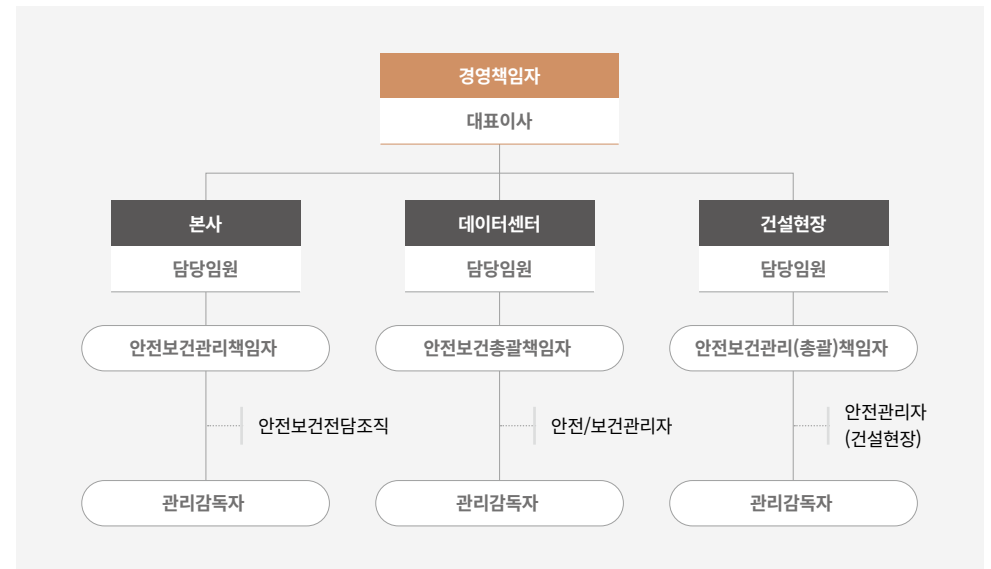 경영책임자
대표이사
본사
데이터센터
건설현장
담당임원
담당임원
담당임원
안전보건관리책임자
안전보건총괄책임자
안전보건관리(총괄)책임자
안전보건전담조직
안전/보건관리자
안전관리자
(건설현장)
관리감독자
관리감독자
관리감독자